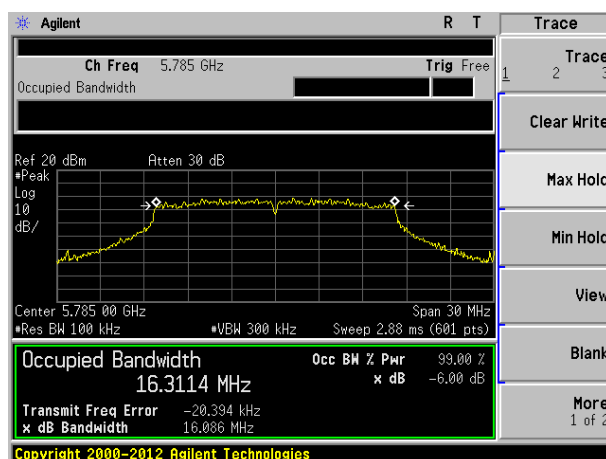 Agilent R T Trace
Ch Freq 5.785 GHz Trig Free
Occupied Bandwidth
Trace
1 2 3
Clear Write
Max Hold
Min Hold
View
Blank
More
1 of 2
Ref 20 dBm Atten 30 dB
#Peak
Log
10
dB/
Center 5.785 00 GHz Span 30 MHz
#Res BW 100 kHz #VBW 300 kHz Sweep 2.88 ms (601 pts)
Occupied Bandwidth Occ BW % Pwr 99.00 %
16.3114 MHz x dB -6.00 dB
Transmit Freq Error -20.394 kHz
x dB Bandwidth 16.086 MHz
Copyright 2000-2012 Agilent Technologies